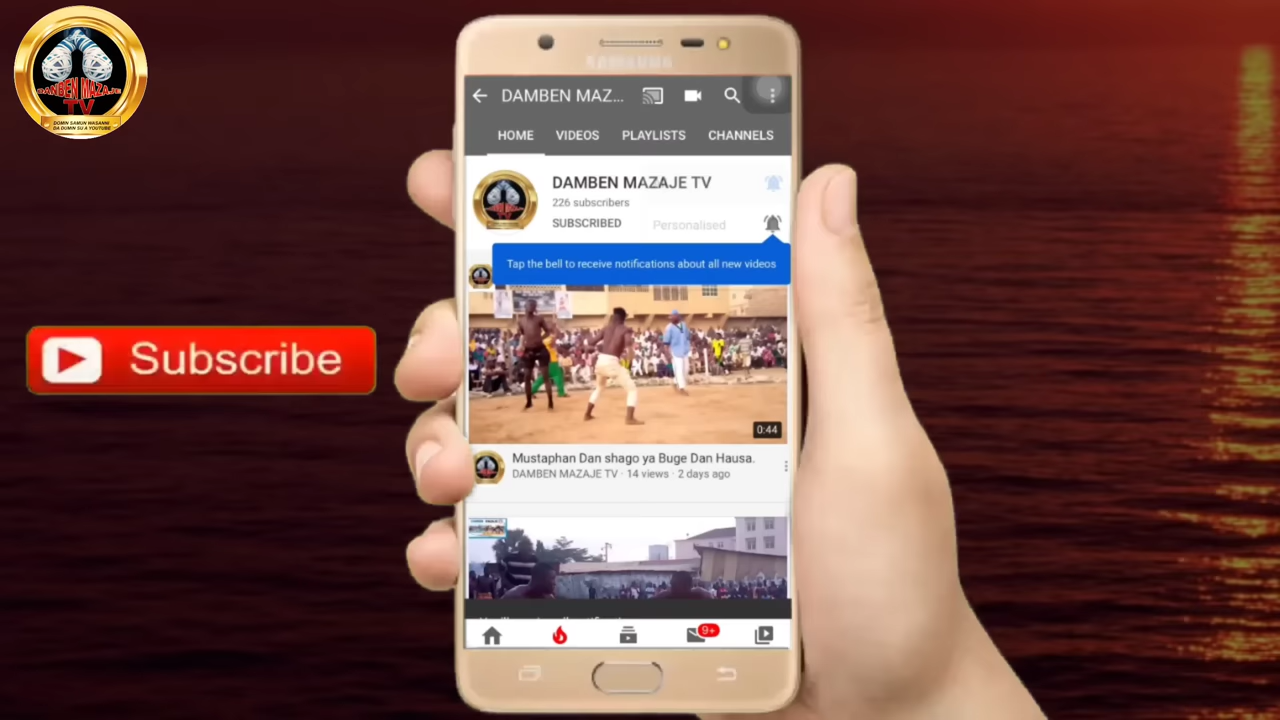 DANBEN MAZAJE
TV
DOMIN SAMUN WASANNI
DA DUMIN SU A YOUTUBE
Subscribe
SAMSUNG
DAMBEN MAZ...
HOME VIDEOS PLAYLISTS CHANNELS
DAMBEN MAZAJE TV
226 subscribers
SUBSCRIBED Personalised
Tap the bell to receive notifications about all new videos
0:44
Mustaphan Dan shago ya Buge Dan Hausa.
DAMBEN MAZAJE TV · 14 views · 2 days ago
9+